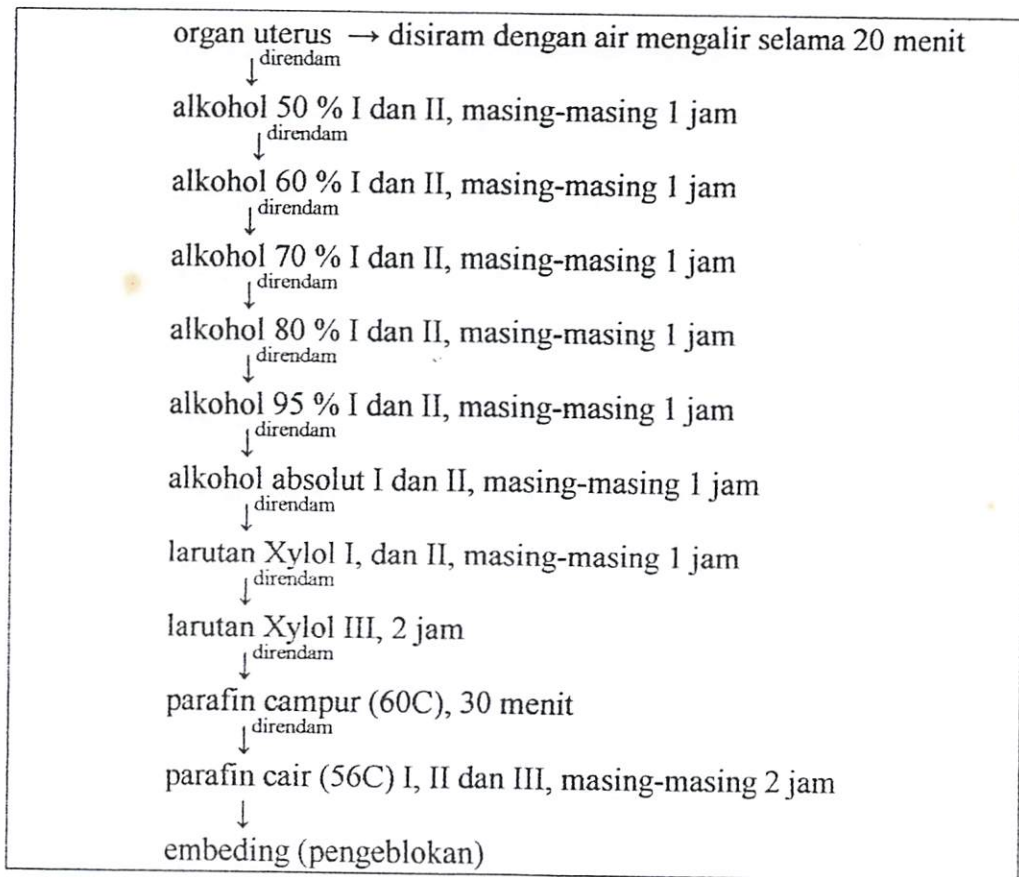 organ uterus → disiram dengan air mengalir selama 20 menit
↓ direndam
alkohol 50 % I dan II, masing-masing 1 jam
↓ direndam
alkohol 60 % I dan II, masing-masing 1 jam
↓ direndam
alkohol 70 % I dan II, masing-masing 1 jam
↓ direndam
alkohol 80 % I dan II, masing-masing 1 jam
↓ direndam
alkohol 95 % I dan II, masing-masing 1 jam
↓ direndam
alkohol absolut I dan II, masing-masing 1 jam
↓ direndam
larutan Xylol I, dan II, masing-masing 1 jam
↓ direndam
larutan Xylol III, 2 jam
↓ direndam
parafin campur (60C), 30 menit
↓ direndam
parafin cair (56C) I, II dan III, masing-masing 2 jam
↓
embeding (pengeblokan)